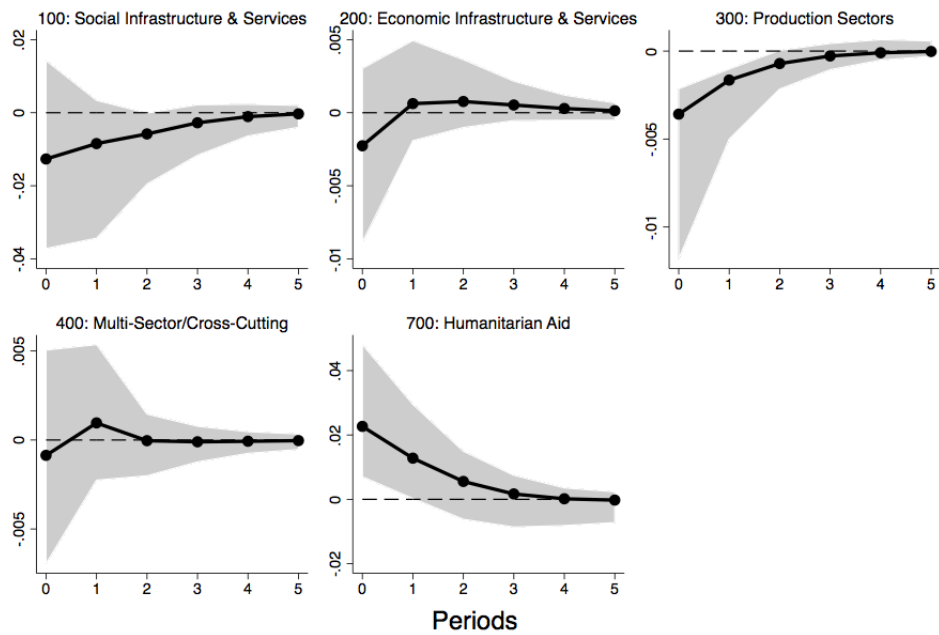 100: Social Infrastructure & Services
.02
0
-.02
-.04
0 1 2 3 4 5
200: Economic Infrastructure & Services
.005
0
-.005
-.01
0 1 2 3 4 5
300: Production Sectors
0
-.005
-.01
0 1 2 3 4 5
400: Multi-Sector/Cross-Cutting
.005
0
-.005
0 1 2 3 4 5
700: Humanitarian Aid
.04
.02
0
-.02
0 1 2 3 4 5
Periods